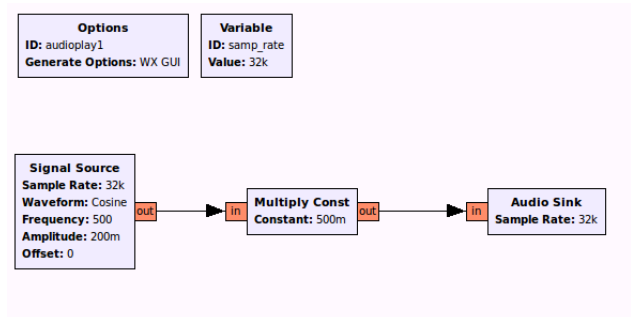 Options
ID: audioplay1
Generate Options: WX GUI
Variable
ID: samp_rate
Value: 32k
Signal Source
Sample Rate: 32k
Waveform: Cosine
Frequency: 500
Amplitude: 200m
Offset: 0
out
in
Multiply Const
Constant: 500m
out
in
Audio Sink
Sample Rate: 32k